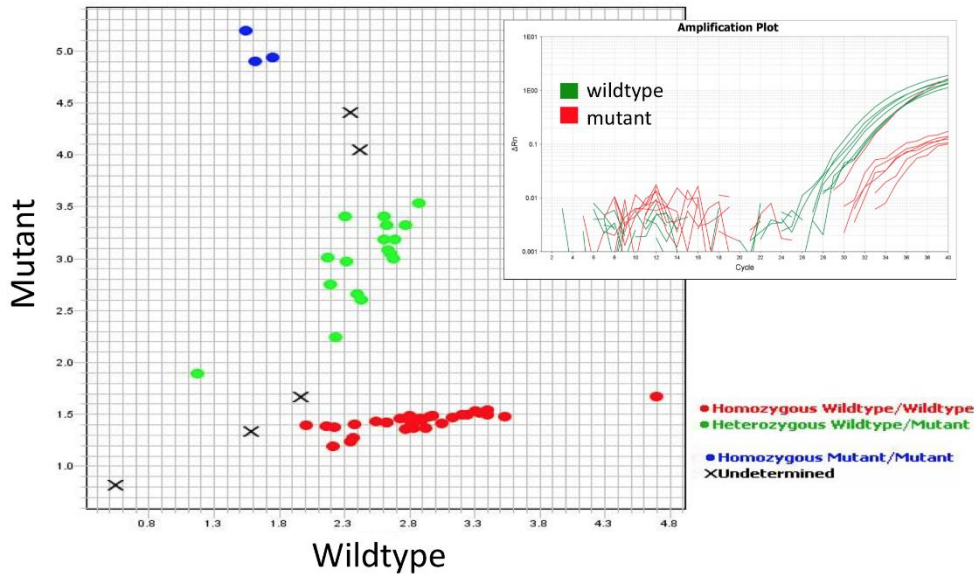 Amplification Plot
1E01
1E00
0.1
0.01
0.001
ΔRn
wildtype
mutant
2 4 6 8 10 12 14 16 18 20 22 24 26 28 30 32 34 36 38 40
Cycle
Mutant
5.0
4.5
4.0
3.5
3.0
2.5
2.0
1.5
1.0
0.8 1.3 1.8 2.3 2.8 3.3 3.8 4.3 4.8
Wildtype
Homozygous Wildtype/Wildtype
Heterozygous Wildtype/Mutant
Homozygous Mutant/Mutant
Undetermined